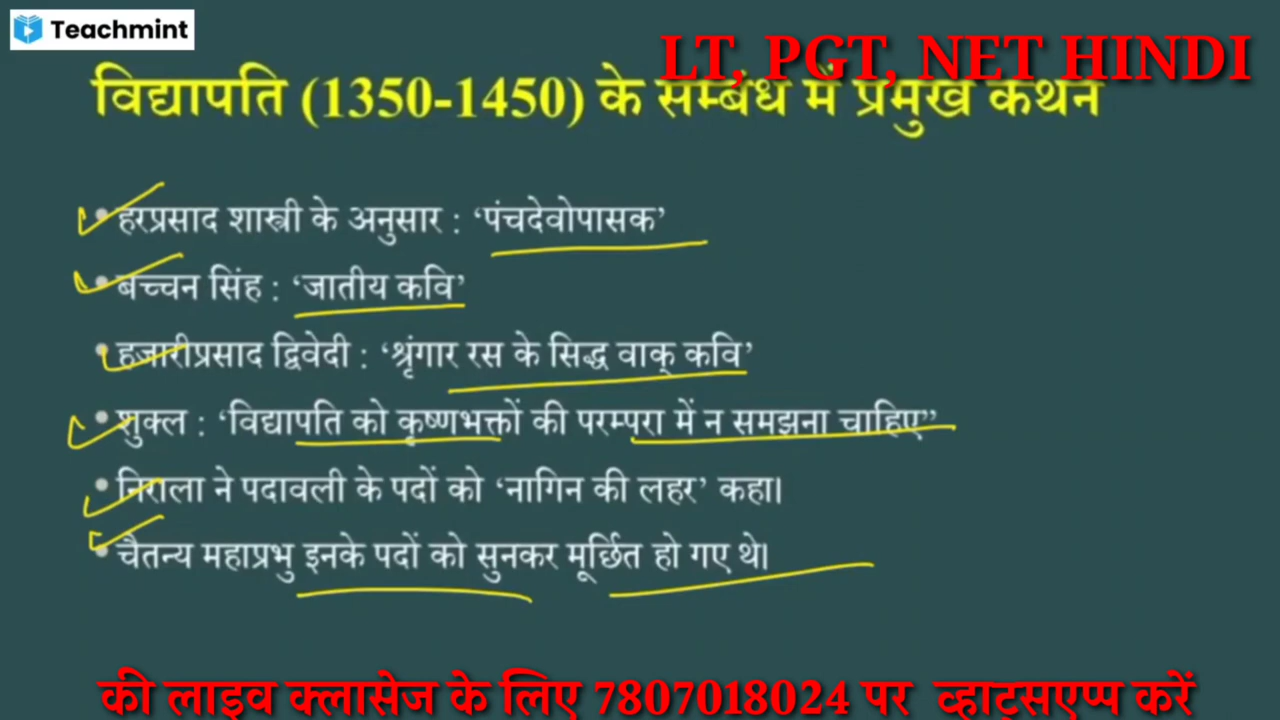 Teachmint
LT, PGT, NET HINDI
विद्यापति (1350-1450) के सम्बंध में प्रमुख कथन
• हरप्रसाद शास्त्री के अनुसार : ‘पंचदेवोपासक’
• बच्चन सिंह : ‘जातीय कवि’
• हजारीप्रसाद द्विवेदी : ‘श्रृंगार रस के सिद्ध वाक् कवि’
• शुक्ल : ‘विद्यापति को कृष्णभक्तों की परम्परा में न समझना चाहिए”
• निराला ने पदावली के पदों को ‘नागिन की लहर’ कहा।
• चैतन्य महाप्रभु इनके पदों को सुनकर मूर्छित हो गए थे।
की लाइव क्लासेज के लिए 7807018024 पर व्हाट्सएप्प करें